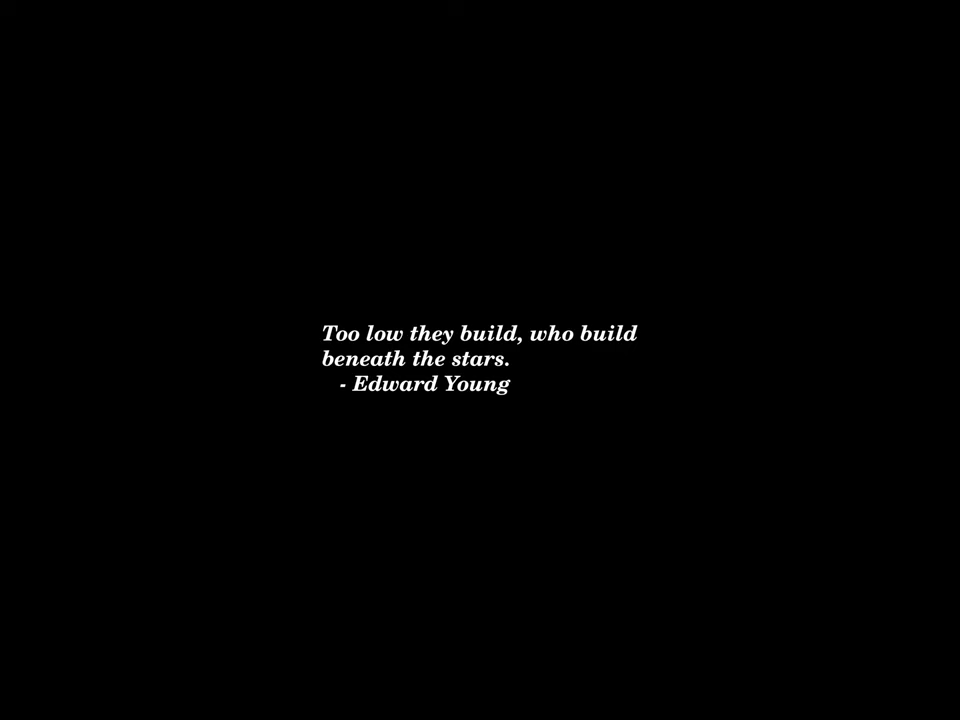 Too low they build, who build
beneath the stars.
- Edward Young